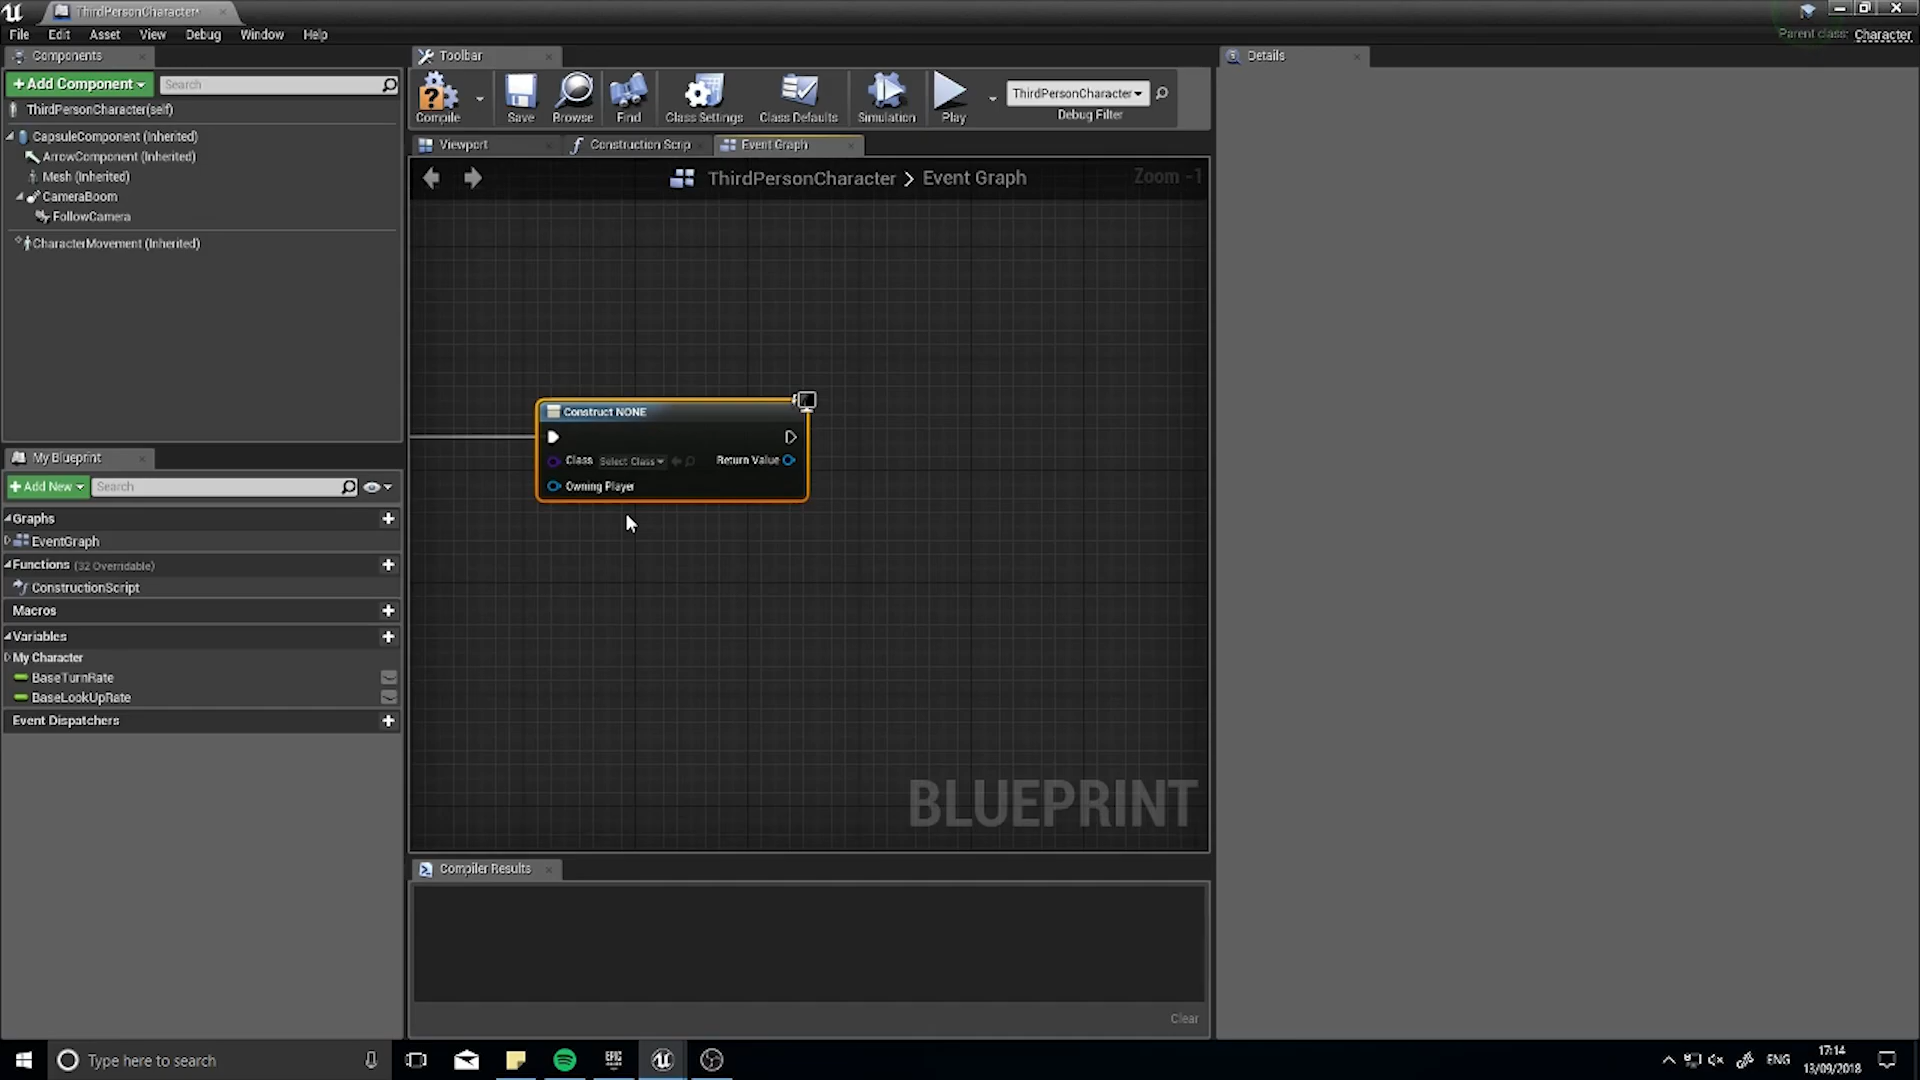 ThirdPersonCharacter*
File Edit Asset View Debug Window Help
Parent class: Character
Components
+ Add Component
Search
ThirdPersonCharacter(self)
CapsuleComponent (Inherited)
ArrowComponent (Inherited)
Mesh (Inherited)
CameraBoom
FollowCamera
CharacterMovement (Inherited)
My Blueprint
+ Add New
Search
Graphs
EventGraph
Functions (32 Overridable)
ConstructionScript
Macros
Variables
My Character
BaseTurnRate
BaseLookUpRate
Event Dispatchers
Toolbar
Compile
Save
Browse
Find
Class Settings
Class Defaults
Simulation
Play
ThirdPersonCharacter
Debug Filter
Viewport
Construction Scrip
Event Graph
ThirdPersonCharacter > Event Graph
Zoom -1
Construct NONE
Class Select Class
Return Value
Owning Player
BLUEPRINT
Compiler Results
Clear
Details
Type here to search
EPIC
ENG
17:14
13/09/2018